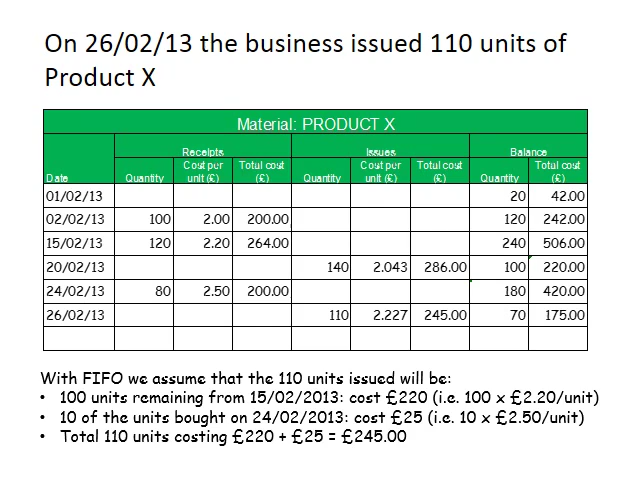 On 26/02/13 the business issued 110 units of
Product X
Material: PRODUCT X
Receipts Issues Balance
Date Quantity Cost per unit (£) Total cost (£) Quantity Cost per unit (£) Total cost (£) Quantity Total cost (£)
01/02/13 20 42.00
02/02/13 100 2.00 200.00 120 242.00
15/02/13 120 2.20 264.00 240 506.00
20/02/13 140 2.043 286.00 100 220.00
24/02/13 80 2.50 200.00 180 420.00
26/02/13 110 2.227 245.00 70 175.00
With FIFO we assume that the 110 units issued will be:
• 100 units remaining from 15/02/2013: cost £220 (i.e. 100 x £2.20/unit)
• 10 of the units bought on 24/02/2013: cost £25 (i.e. 10 x £2.50/unit)
• Total 110 units costing £220 + £25 = £245.00